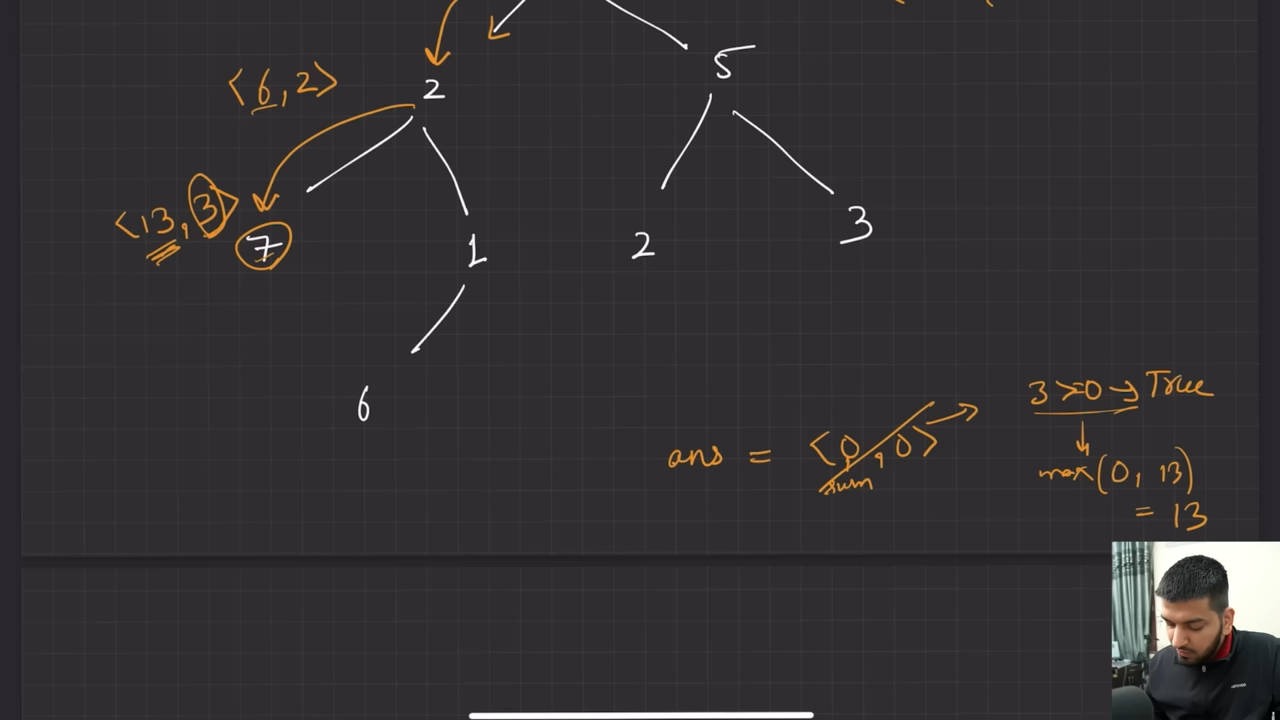 5
<6, 2>
2
<13, 3>
7
1
2
3
6
3 >= 0 → True
ans = <0, 0>
sum
max(0, 13)
= 13